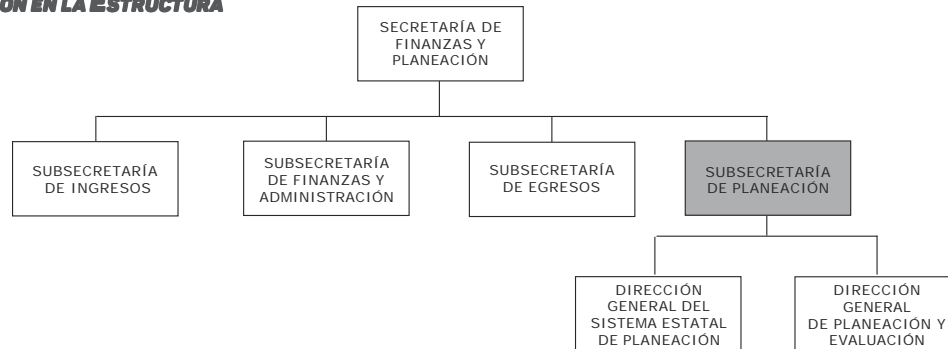 EN LA ESTRUCTURA
SECRETARÍA DE
FINANZAS Y
PLANEACIÓN
SUBSECRETARÍA
DE INGRESOS
SUBSECRETARÍA
DE FINANZAS Y
ADMINISTRACIÓN
SUBSECRETARÍA
DE EGRESOS
SUBSECRETARÍA
DE PLANEACIÓN
DIRECCIÓN
GENERAL DEL
SISTEMA ESTATAL
DE PLANEACIÓN
DIRECCIÓN
GENERAL
DE PLANEACIÓN Y
EVALUACIÓN